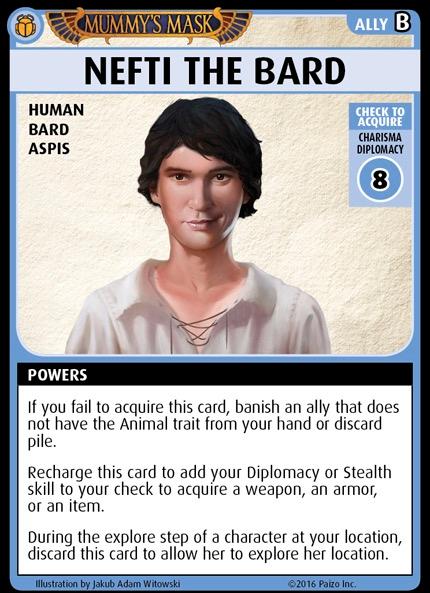 MUMMY'S MASK
ALLY B
NEFTI THE BARD
HUMAN
BARD
ASPIS
CHECK TO
ACQUIRE
CHARISMA
DIPLOMACY
8
POWERS
If you fail to acquire this card, banish an ally that does
not have the Animal trait from your hand or discard
pile.
Recharge this card to add your Diplomacy or Stealth
skill to your check to acquire a weapon, an armor,
or an item.
During the explore step of a character at your location,
discard this card to allow her to explore her location.
Illustration by Jakub Adam Witowski ©2016 Paizo Inc.